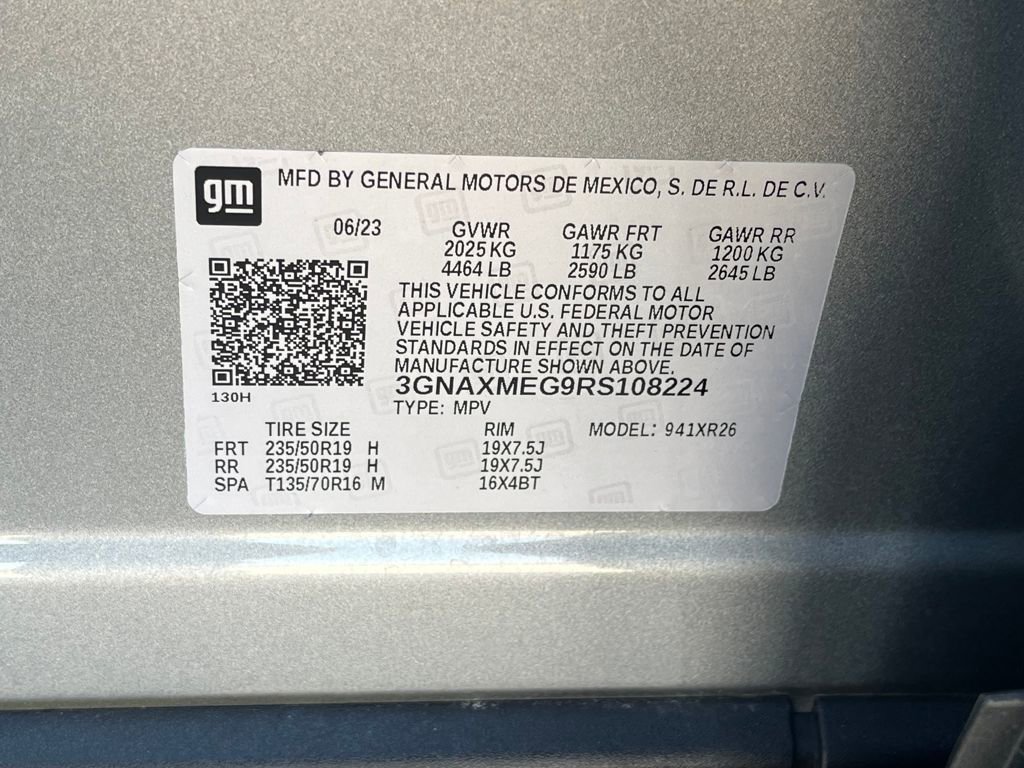 gm
MFD BY GENERAL MOTORS DE MEXICO, S. DE R.L. DE C.V.
06/23 GVWR GAWR FRT GAWR RR
2025 KG 1175 KG 1200 KG
4464 LB 2590 LB 2645 LB
THIS VEHICLE CONFORMS TO ALL
APPLICABLE U.S. FEDERAL MOTOR
VEHICLE SAFETY AND THEFT PREVENTION
STANDARDS IN EFFECT ON THE DATE OF
MANUFACTURE SHOWN ABOVE.
3GNAXMEG9RS108224
130H
TYPE: MPV
TIRE SIZE RIM MODEL: 941XR26
FRT 235/50R19 H 19X7.5J
RR 235/50R19 H 19X7.5J
SPA T135/70R16 M 16X4BT